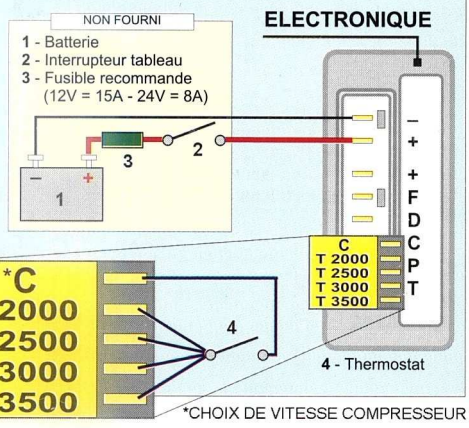 NON FOURNI
1 - Batterie
2 - Interrupteur tableau
3 - Fusible recommande
(12V = 15A - 24V = 8A)
ELECTRONIQUE
3
2
1
–
+
–
+
+
F
D
C
P
T
C
T 2000
T 2500
T 3000
T 3500
*C
2000
2500
3000
3500
4
4 - Thermostat
*CHOIX DE VITESSE COMPRESSEUR